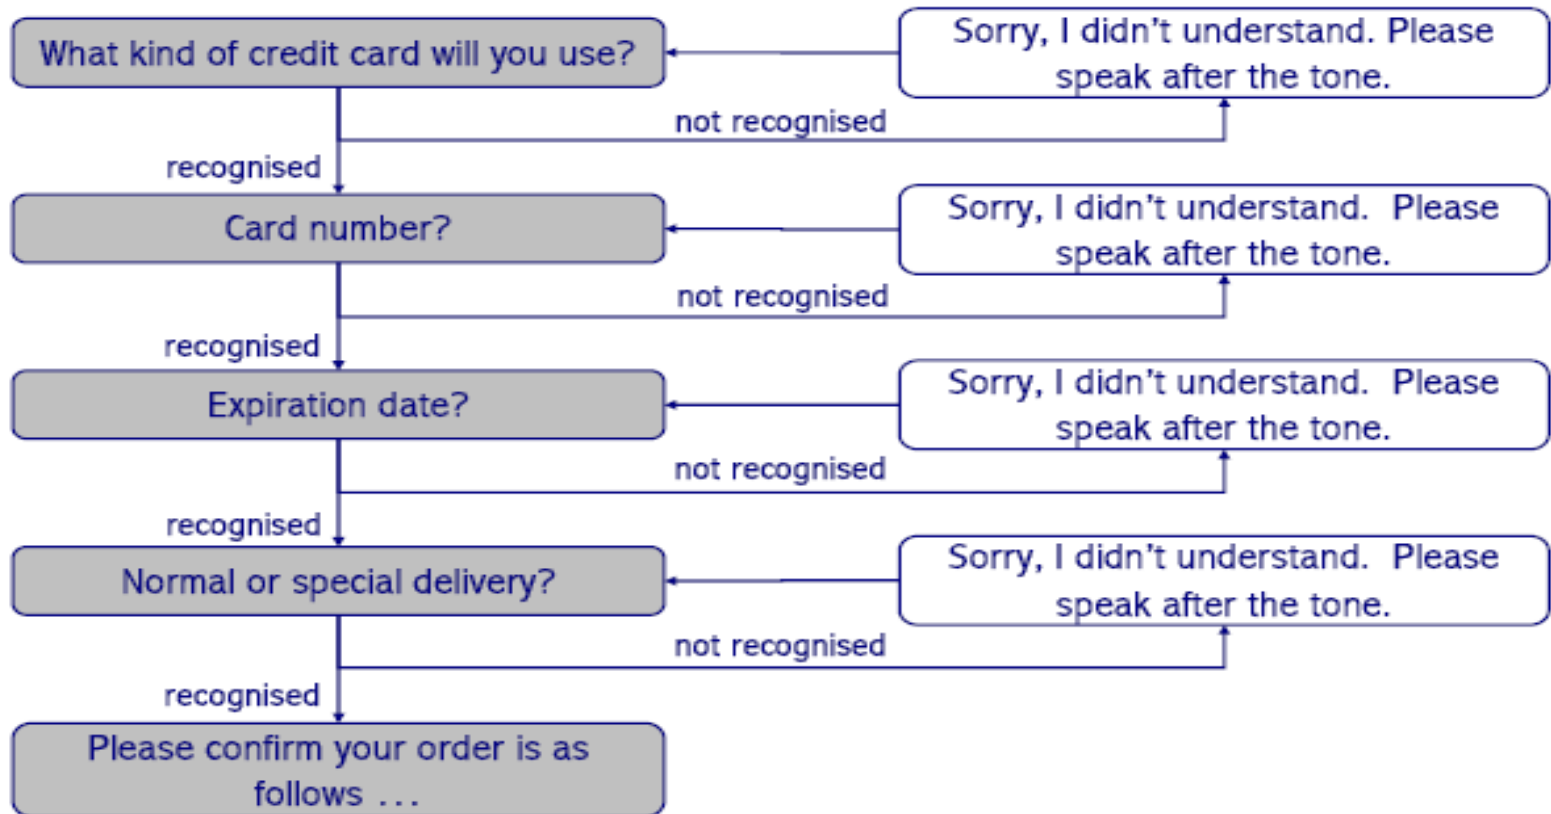 What kind of credit card will you use?
Sorry, I didn't understand. Please
speak after the tone.
not recognised
recognised
Card number?
Sorry, I didn't understand.  Please
speak after the tone.
not recognised
recognised
Expiration date?
Sorry, I didn't understand.  Please
speak after the tone.
not recognised
recognised
Normal or special delivery?
Sorry, I didn't understand.  Please
speak after the tone.
not recognised
recognised
Please confirm your order is as
follows ...